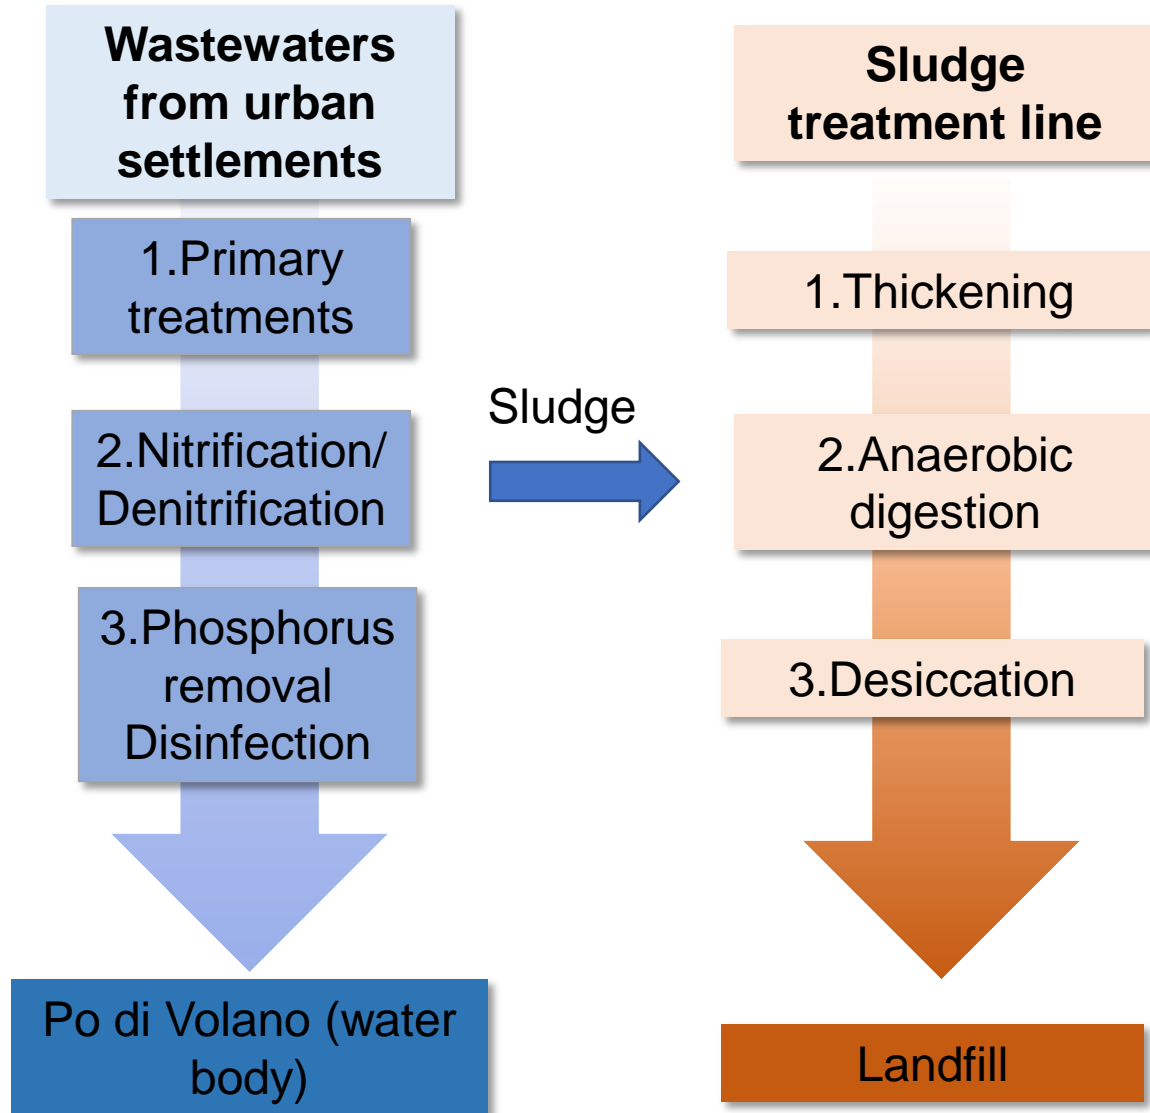 Wastewaters
from urban
settlements
1.Primary
treatments
2.Nitrification/
Denitrification
3.Phosphorus
removal
Disinfection
Po di Volano (water
body)
Sludge
Sludge
treatment line
1.Thickening
2.Anaerobic
digestion
3.Desiccation
Landfill